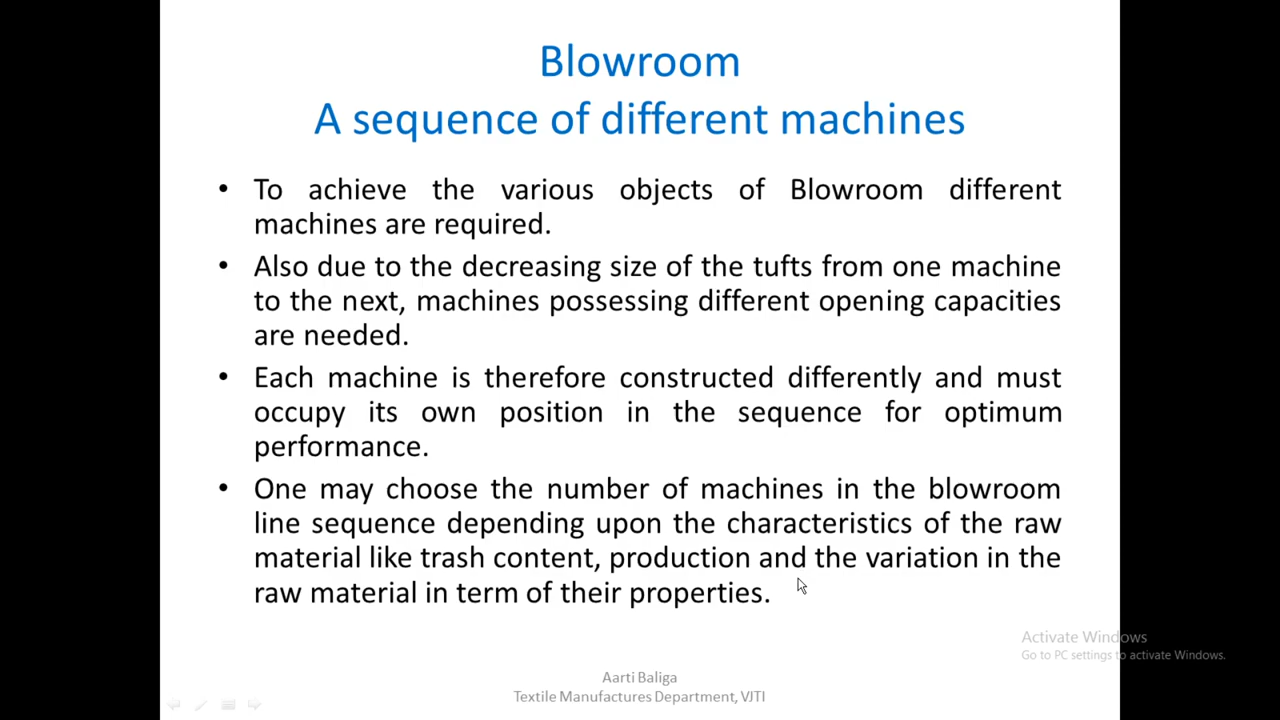 Blowroom
A sequence of different machines
• To achieve the various objects of Blowroom different
machines are required.
• Also due to the decreasing size of the tufts from one machine
to the next, machines possessing different opening capacities
are needed.
• Each machine is therefore constructed differently and must
occupy its own position in the sequence for optimum
performance.
• One may choose the number of machines in the blowroom
line sequence depending upon the characteristics of the raw
material like trash content, production and the variation in the
raw material in term of their properties.
Activate Windows
Go to PC settings to activate Windows.
Aarti Baliga
Textile Manufactures Department, VJTI